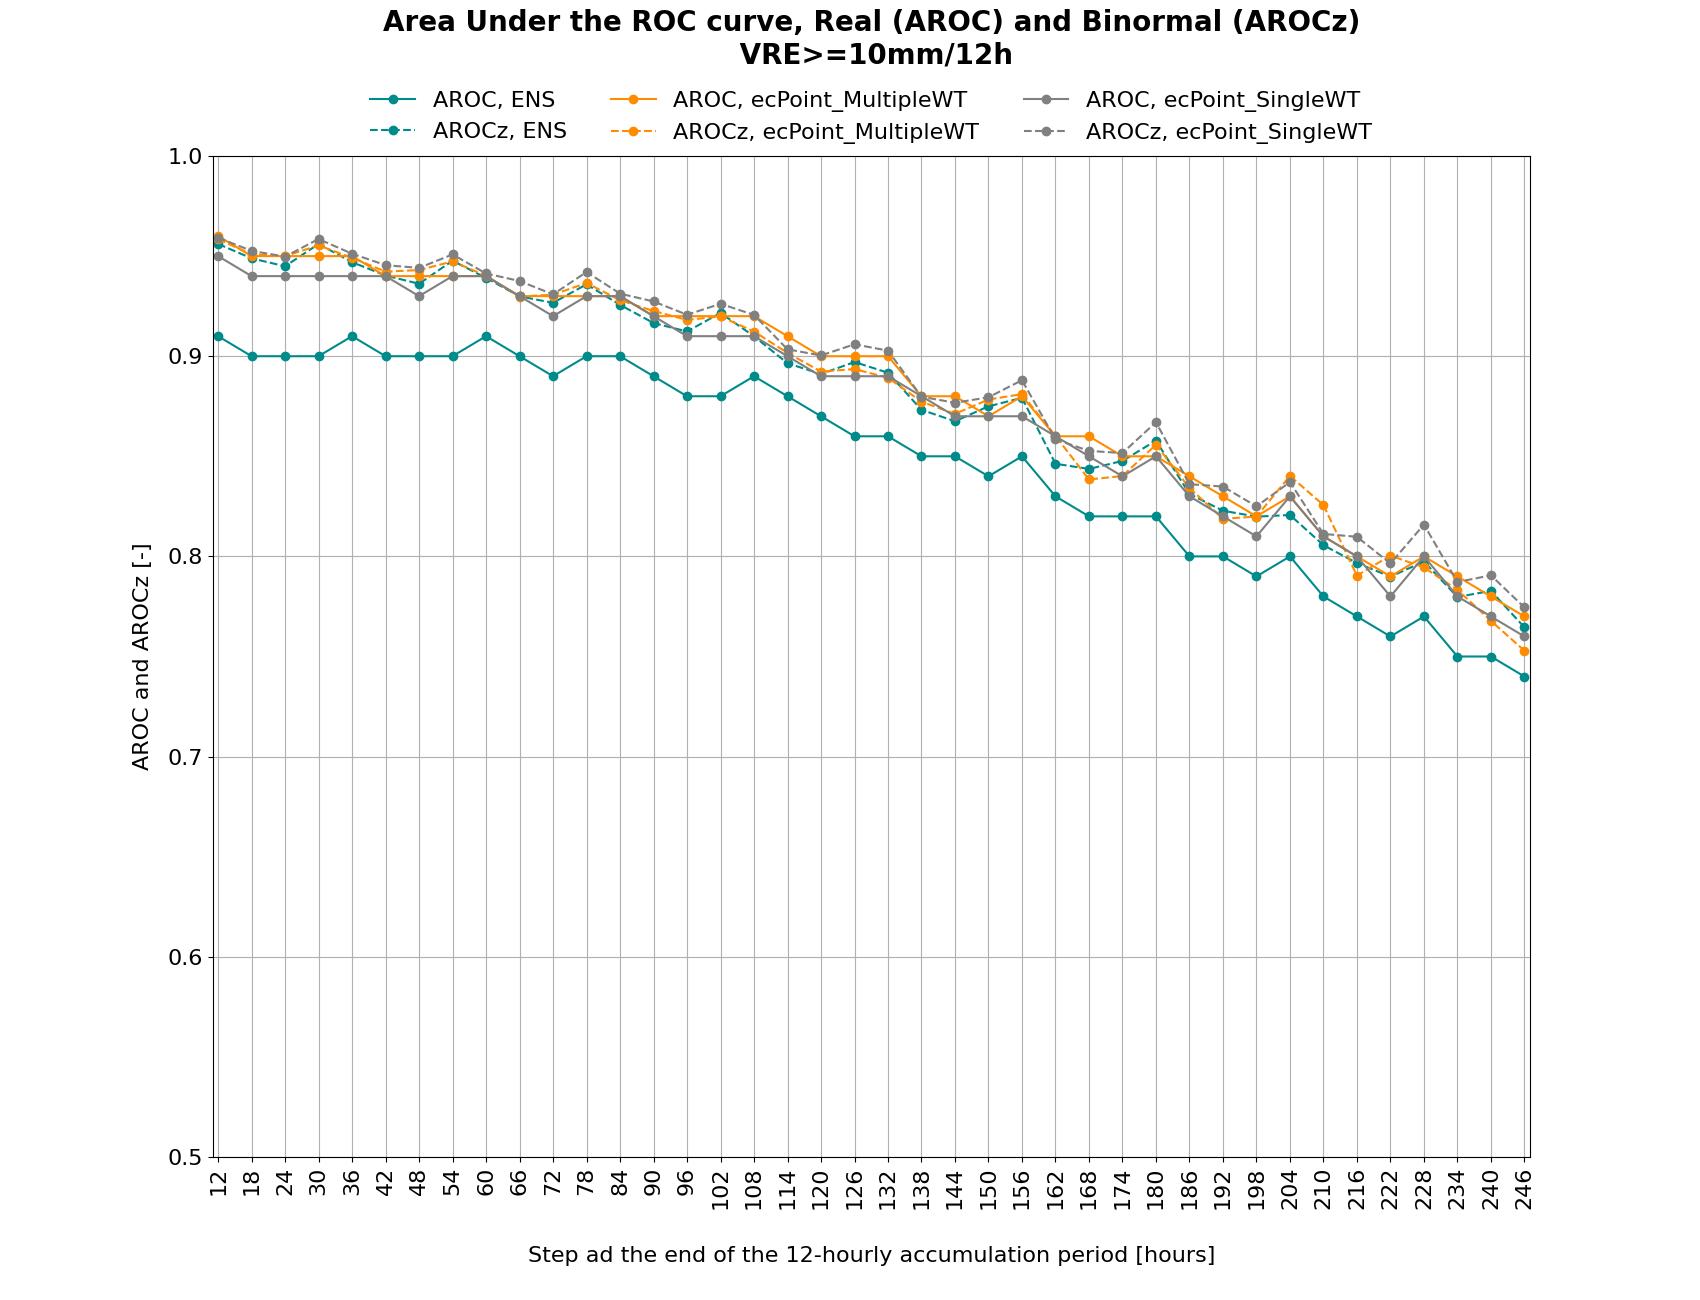 Area Under the ROC curve, Real (AROC) and Binormal (AROCz)
VRE>=10mm/12h
AROC, ENS
AROCz, ENS
AROC, ecPoint_MultipleWT
AROCz, ecPoint_MultipleWT
AROC, ecPoint_SingleWT
AROCz, ecPoint_SingleWT
AROC and AROCz [-]
1.0
0.9
0.8
0.7
0.6
0.5
12 18 24 30 36 42 48 54 60 66 72 78 84 90 96 102 108 114 120 126 132 138 144 150 156 162 168 174 180 186 192 198 204 210 216 222 228 234 240 246
Step ad the end of the 12-hourly accumulation period [hours]